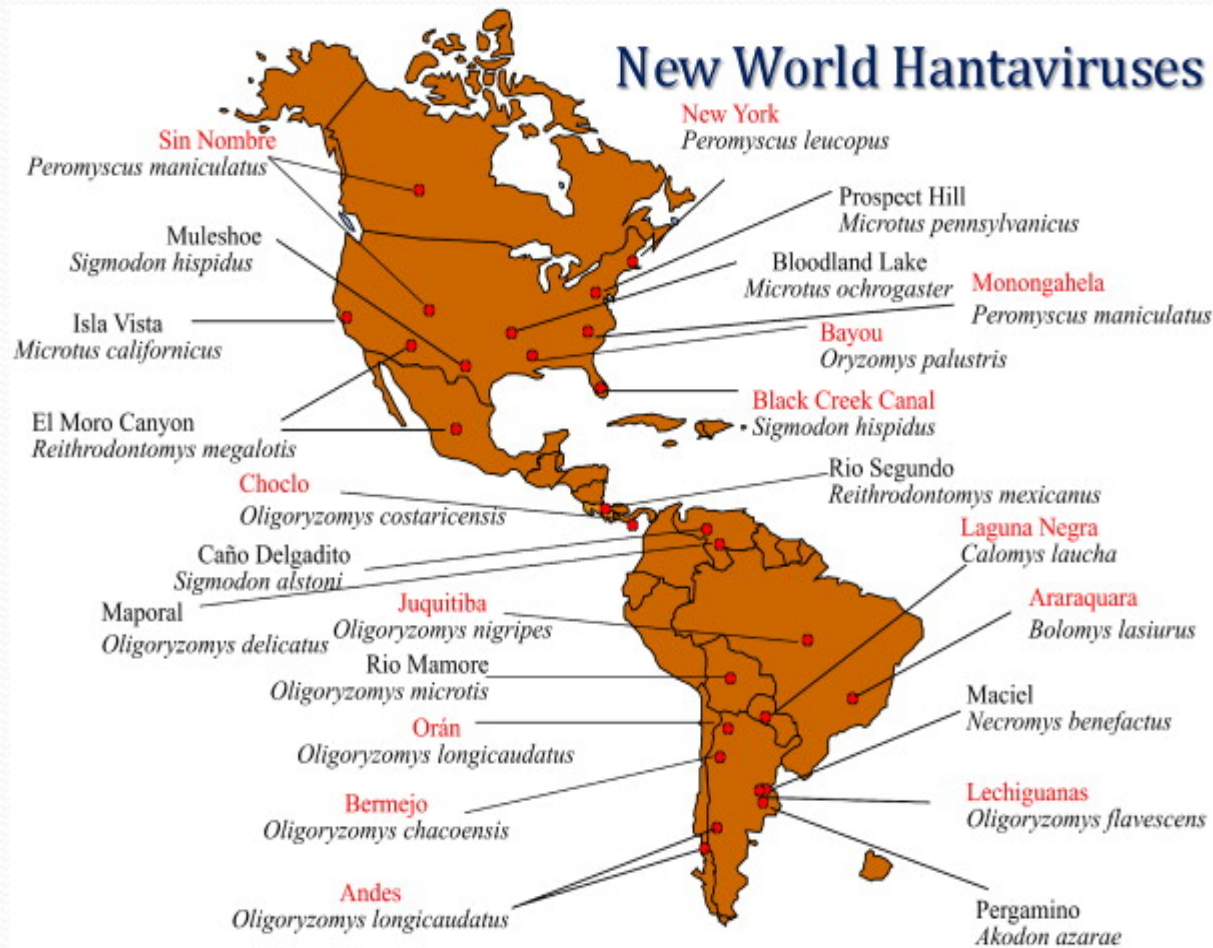 New World Hantaviruses
New York
Peromyscus leucopus
Sin Nombre
Peromyscus maniculatus
Prospect Hill
Microtus pennsylvanicus
Muleshoe
Sigmodon hispidus
Bloodland Lake
Microtus ochrogaster
Monongahela
Peromyscus maniculatus
Isla Vista
Microtus californicus
Bayou
Oryzomys palustris
Black Creek Canal
Sigmodon hispidus
El Moro Canyon
Reithrodontomys megalotis
Rio Segundo
Reithrodontomys mexicanus
Choclo
Oligoryzomys costaricensis
Laguna Negra
Calomys laucha
Caño Delgadito
Sigmodon alstoni
Maporal
Oligoryzomys delicatus
Juquitiba
Oligoryzomys nigripes
Araraquara
Bolomys lasiurus
Rio Mamore
Oligoryzomys microtis
Maciel
Necromys benefactus
Orán
Oligoryzomys longicaudatus
Lechiguanas
Oligoryzomys flavescens
Bermejo
Oligoryzomys chacoensis
Andes
Oligoryzomys longicaudatus
Pergamino
Akodon azarae